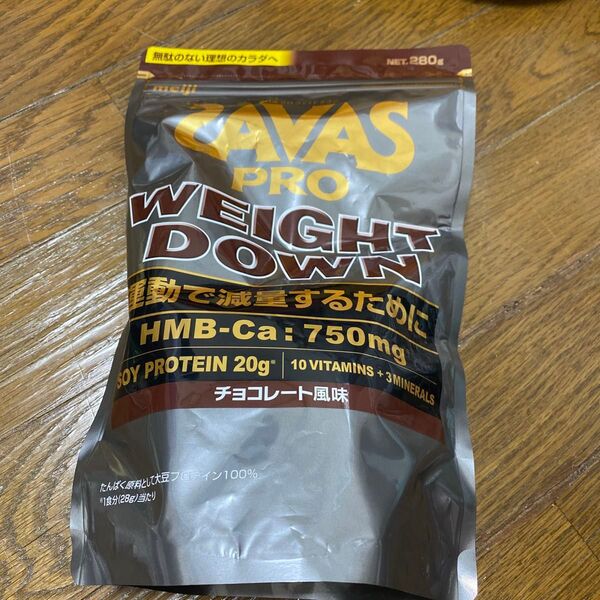 無駄のない理想のカラダへ
NET. 280g
meiji
ZAVAS
PRO
WEIGHT
DOWN
運動で減量するために
HMB-Ca : 750mg
SOY PROTEIN 20g※ 10 VITAMINS + 3 MINERALS
チョコレート風味
たんぱく原料として大豆プロテイン100%
※1食分(28g)当たり